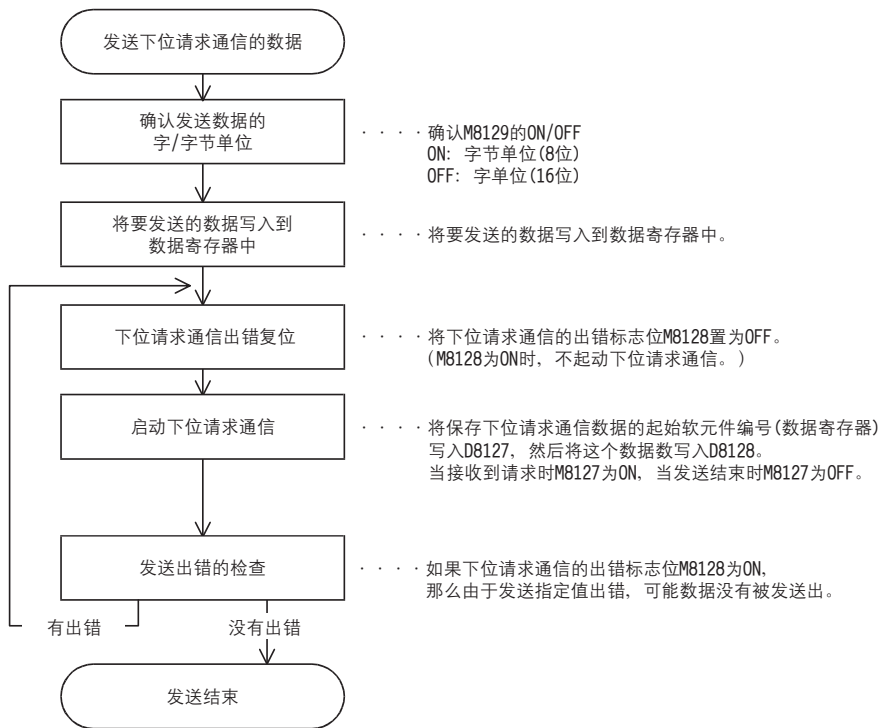 发送下位请求通信的数据
确认发送数据的
字/字节单位
· · · · 确认M8129的ON/OFF
ON: 字节单位(8位)
OFF: 字单位(16位)
将要发送的数据写入到
数据寄存器中
· · · · 将要发送的数据写入到数据寄存器中。
下位请求通信出错复位
· · · · 将下位请求通信的出错标志位M8128置为OFF。
(M8128为ON时, 不起动下位请求通信。)
启动下位请求通信
· · · · 将保存下位请求通信数据的起始软元件编号(数据寄存器)
写入D8127, 然后将这个数据数写入D8128。
当接收到请求时M8127为ON, 当发送结束时M8127为OFF。
发送出错的检查
· · · · 如果下位请求通信的出错标志位M8128为ON,
那么由于发送指定值出错, 可能数据没有被发送出。
有出错
没有出错
发送结束